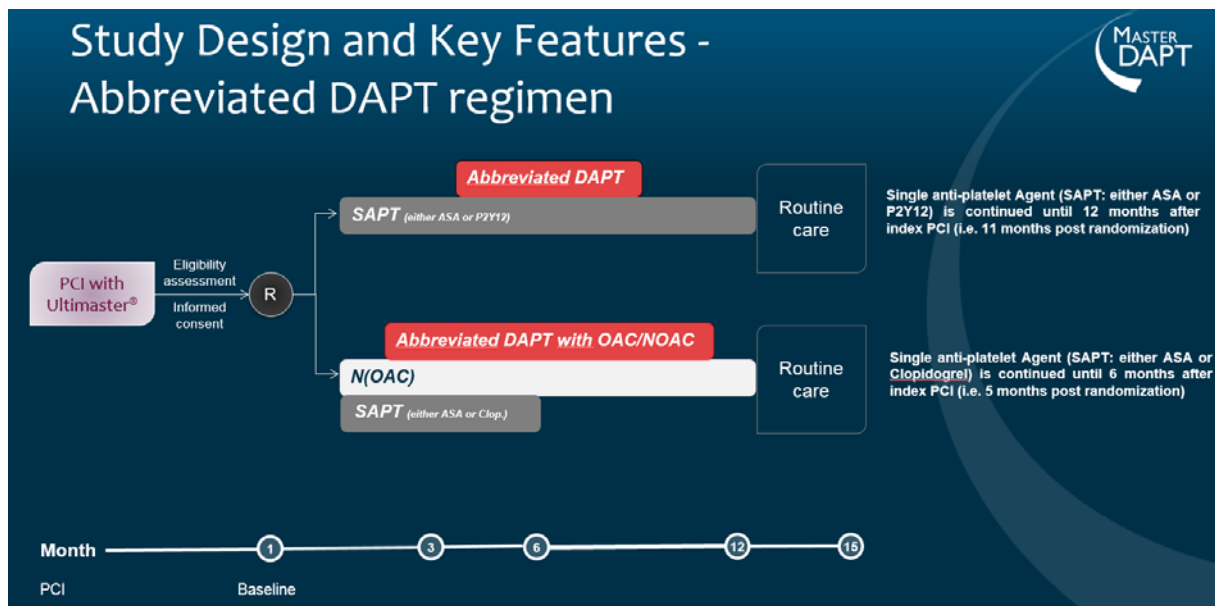 Study Design and Key Features -
Abbreviated DAPT regimen
MASTER
DAPT
Abbreviated DAPT
SAPT (either ASA or P2Y12)
Routine
care
Single anti-platelet Agent (SAPT: either ASA or
P2Y12) is continued until 12 months after
index PCI (i.e. 11 months post randomization)
PCI with
Ultimaster®
Eligibility
assessment
Informed
consent
R
Abbreviated DAPT with OAC/NOAC
N(OAC)
SAPT (either ASA or Clop.)
Routine
care
Single anti-platelet Agent (SAPT: either ASA or
Clopidogrel) is continued until 6 months after
index PCI (i.e. 5 months post randomization)
Month 1 3 6 12 15
PCI Baseline